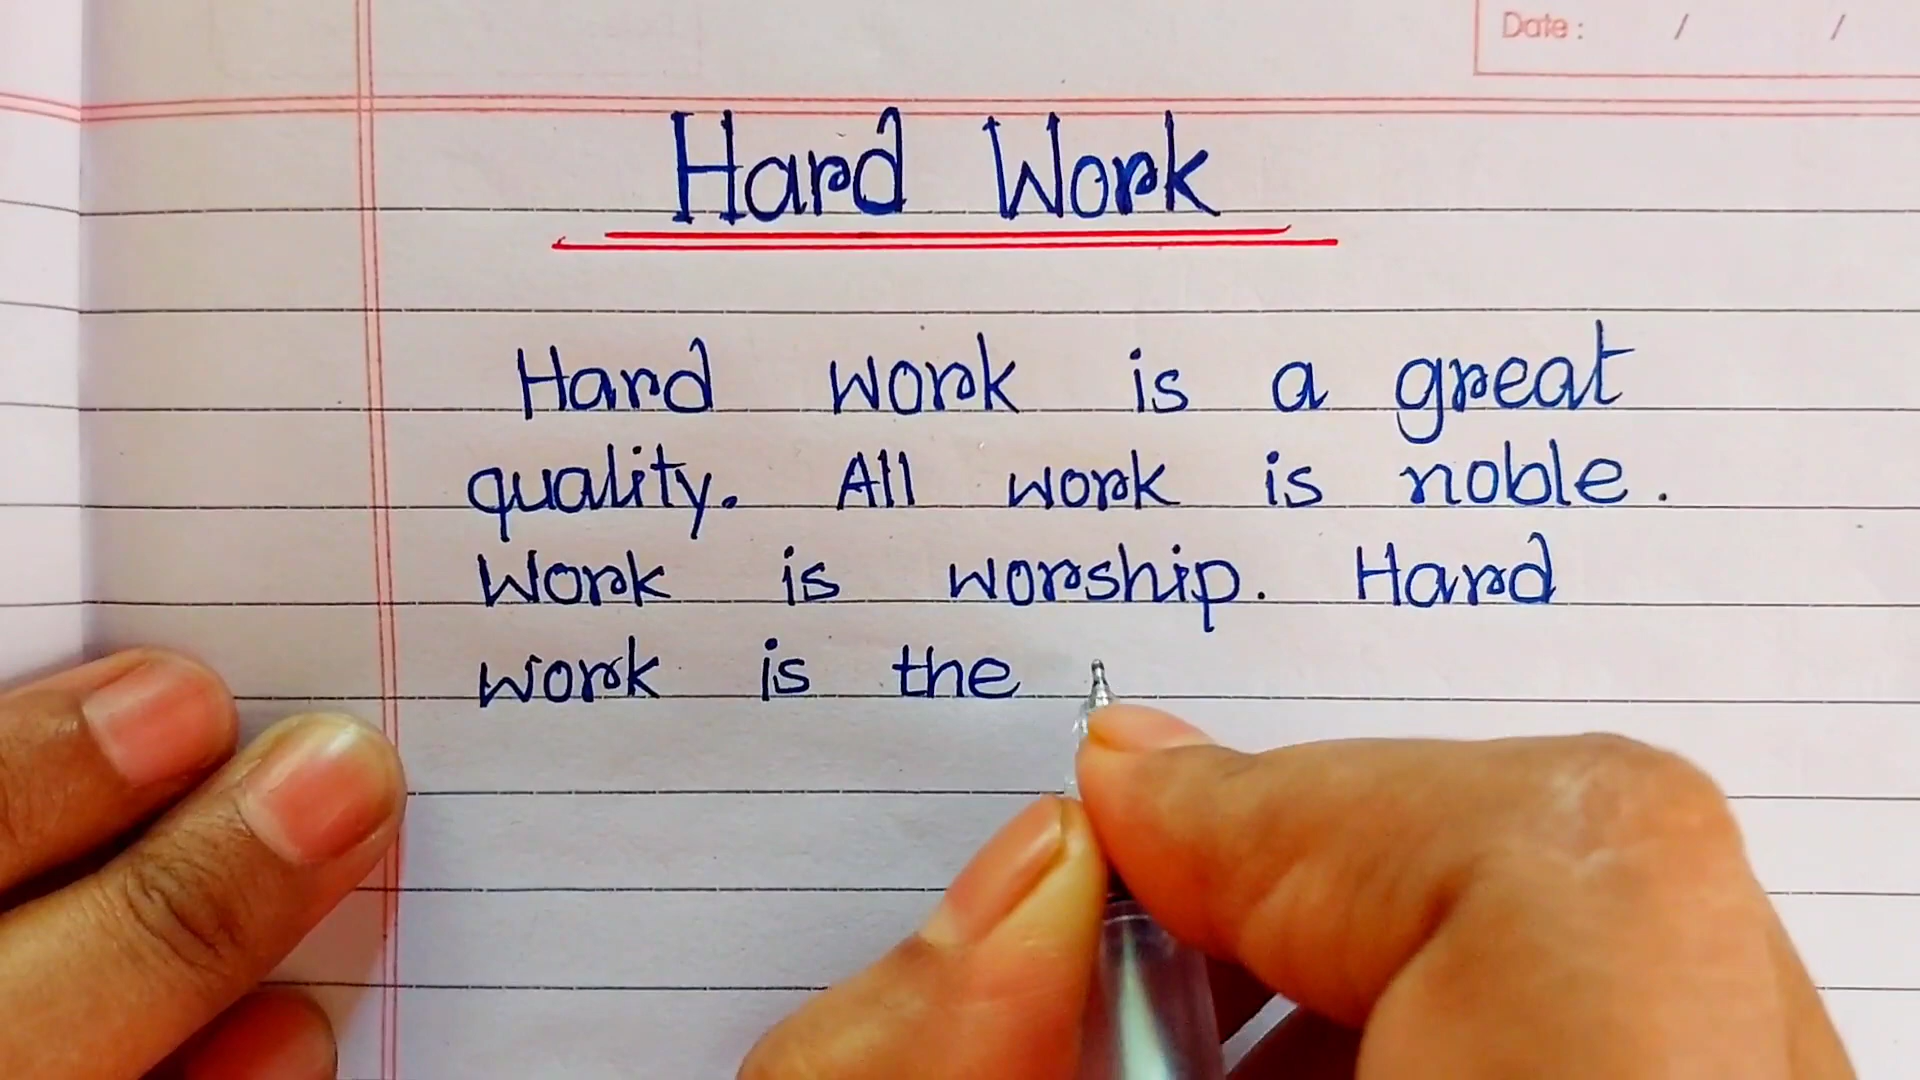 Date : / /
Hard Work
Hard work is a great
quality. All work is noble.
Work is worship. Hard
work is the